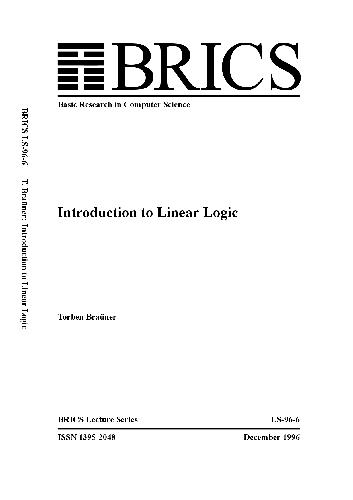 BRICS
Basic Research in Computer Science
BRICS LS-96-6 T. Braüner: Introduction to Linear Logic
Introduction to Linear Logic
Torben Braüner
BRICS Lecture Series LS-96-6
ISSN 1395-2048 December 1996